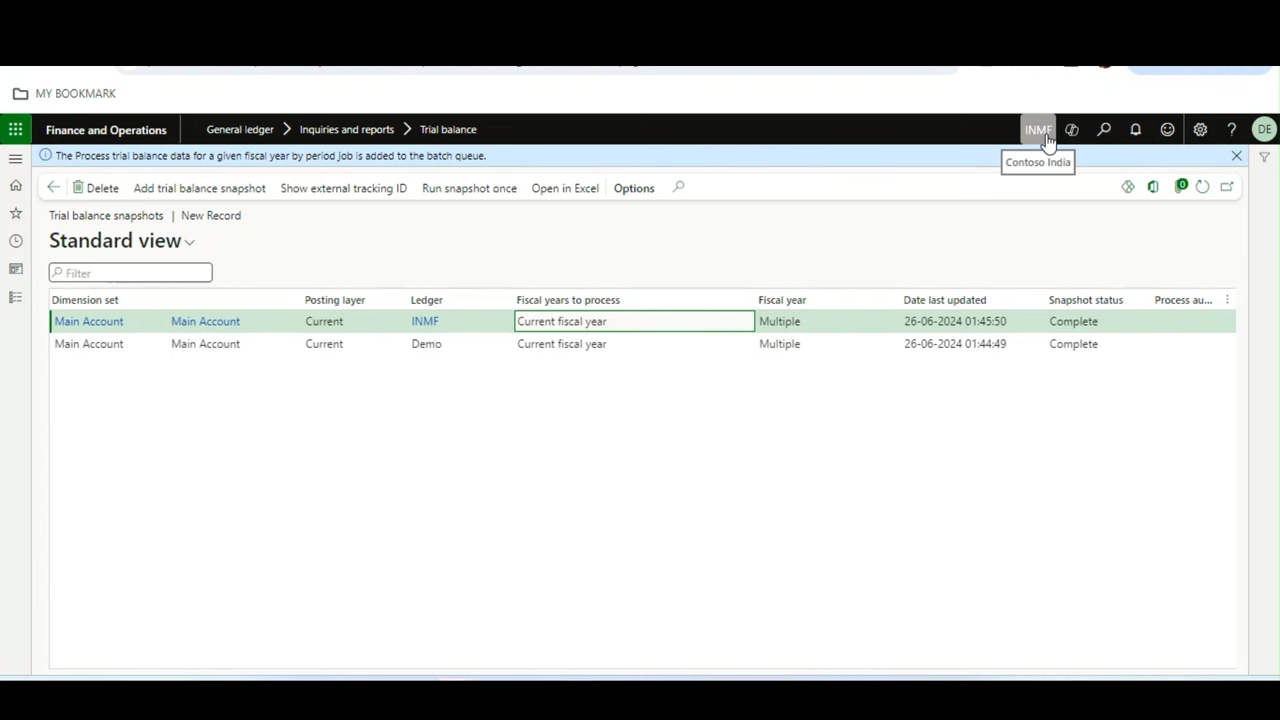 MY BOOKMARK
Finance and Operations General ledger Inquiries and reports Trial balance INMF DE
The Process trial balance data for a given fiscal year by period job is added to the batch queue.
Contoso India
Delete Add trial balance snapshot Show external tracking ID Run snapshot once Open in Excel Options 0
Trial balance snapshots | New Record
Standard view
Filter
Dimension set Posting layer Ledger Fiscal years to process Fiscal year Date last updated Snapshot status Process au...
Main Account Main Account Current INMF Current fiscal year Multiple 26-06-2024 01:45:50 Complete
Main Account Main Account Current Demo Current fiscal year Multiple 26-06-2024 01:44:49 Complete